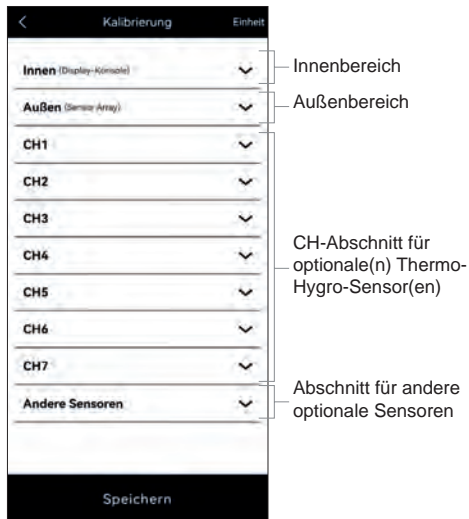 Kalibrierung Einheit
Innen (Display-Konsole)
Innenbereich
Außen (Sensor Array)
Außenbereich
CH1
CH2
CH3
CH4
CH5
CH6
CH7
CH-Abschnitt für
optionale(n) Thermo-
Hygro-Sensor(en)
Andere Sensoren
Abschnitt für andere
optionale Sensoren
Speichern